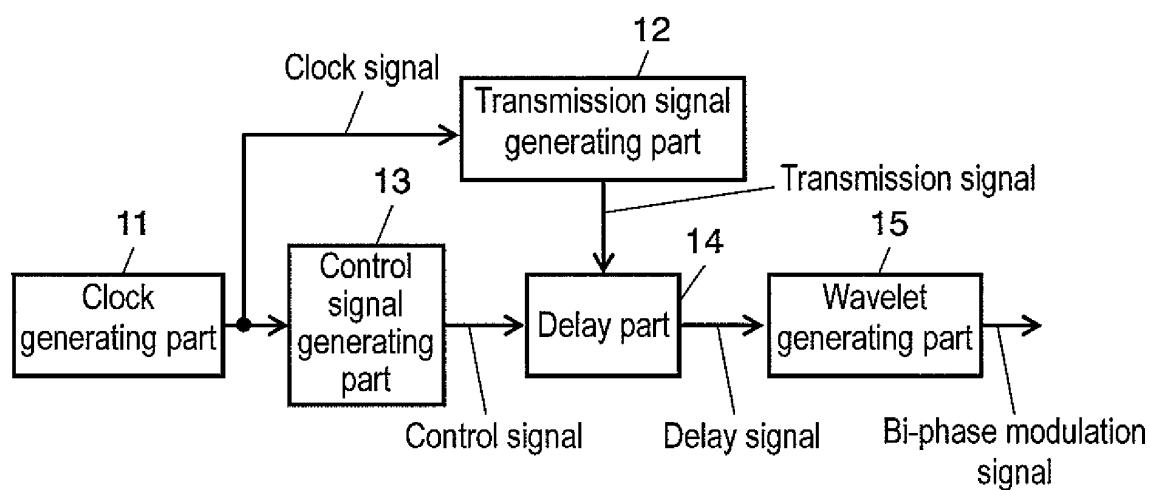 12
Clock signal
Transmission signal
generating part
Transmission signal
13
11
14
15
Clock
generating part
Control
signal
generating
part
Delay part
Wavelet
generating part
Control signal
Delay signal
Bi-phase modulation
signal